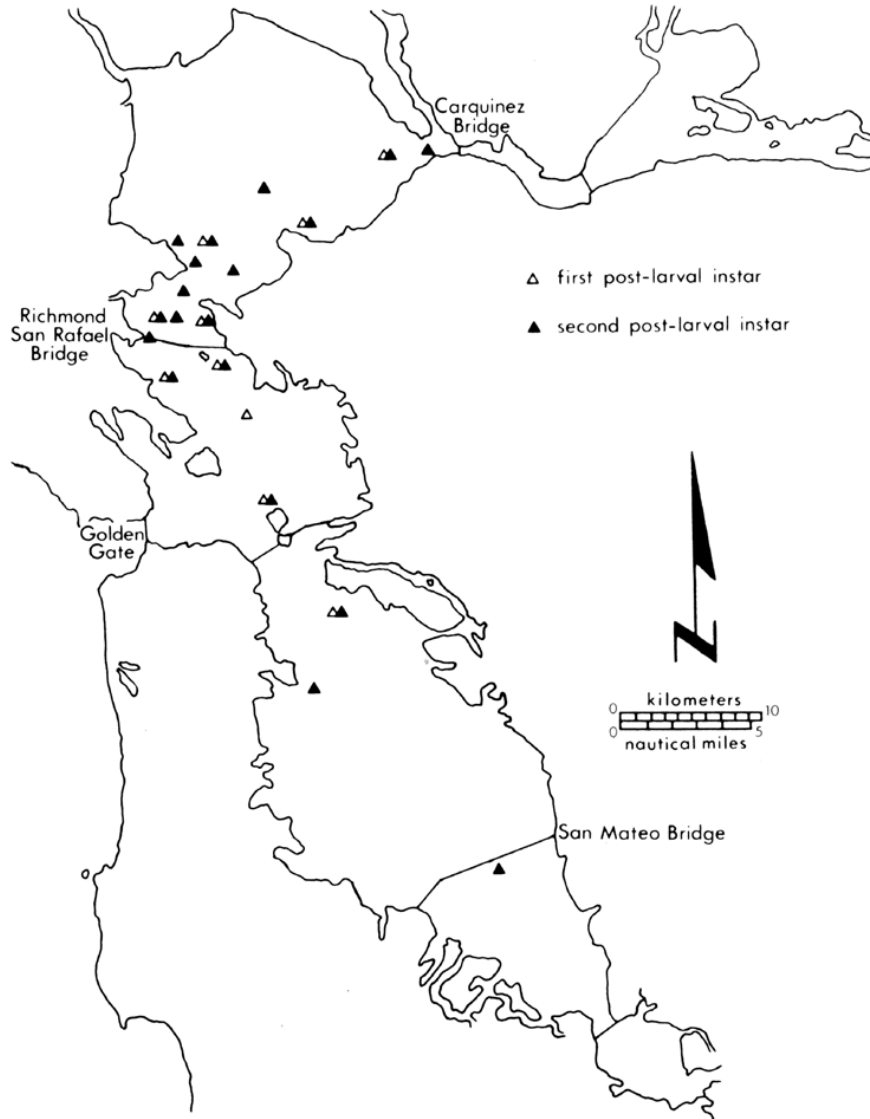 Carquinez
Bridge
first post-larval instar
second post-larval instar
Richmond
San Rafael
Bridge
Golden
Gate
N
kilometers
0 10
0 5
nautical miles
San Mateo Bridge